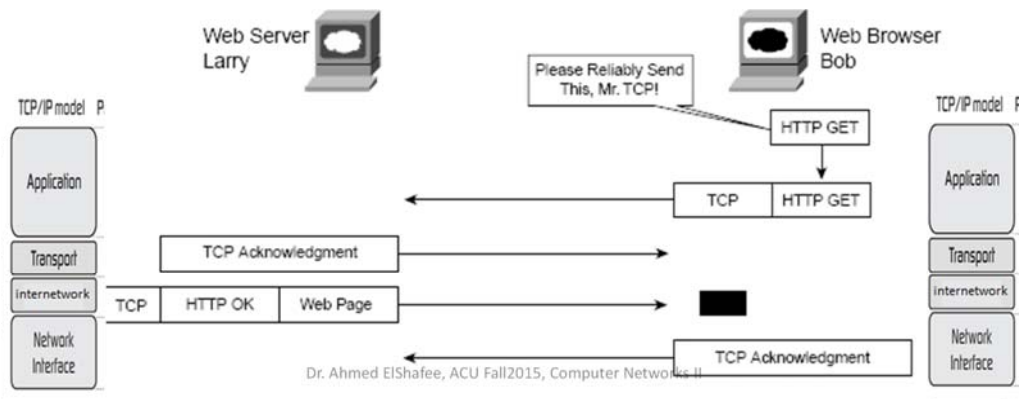 Web Server
Larry
Web Browser
Bob
Please Reliably Send
This, Mr. TCP!
TCP/IP model P
TCP/IP model P
HTTP GET
Application
Application
TCP HTTP GET
Transport
TCP Acknowledgment
Transport
internetwork
internetwork
TCP HTTP OK Web Page
Network
Interface
Network
Interface
TCP Acknowledgment
Dr. Ahmed ElShafee, ACU Fall2015, Computer Networks II